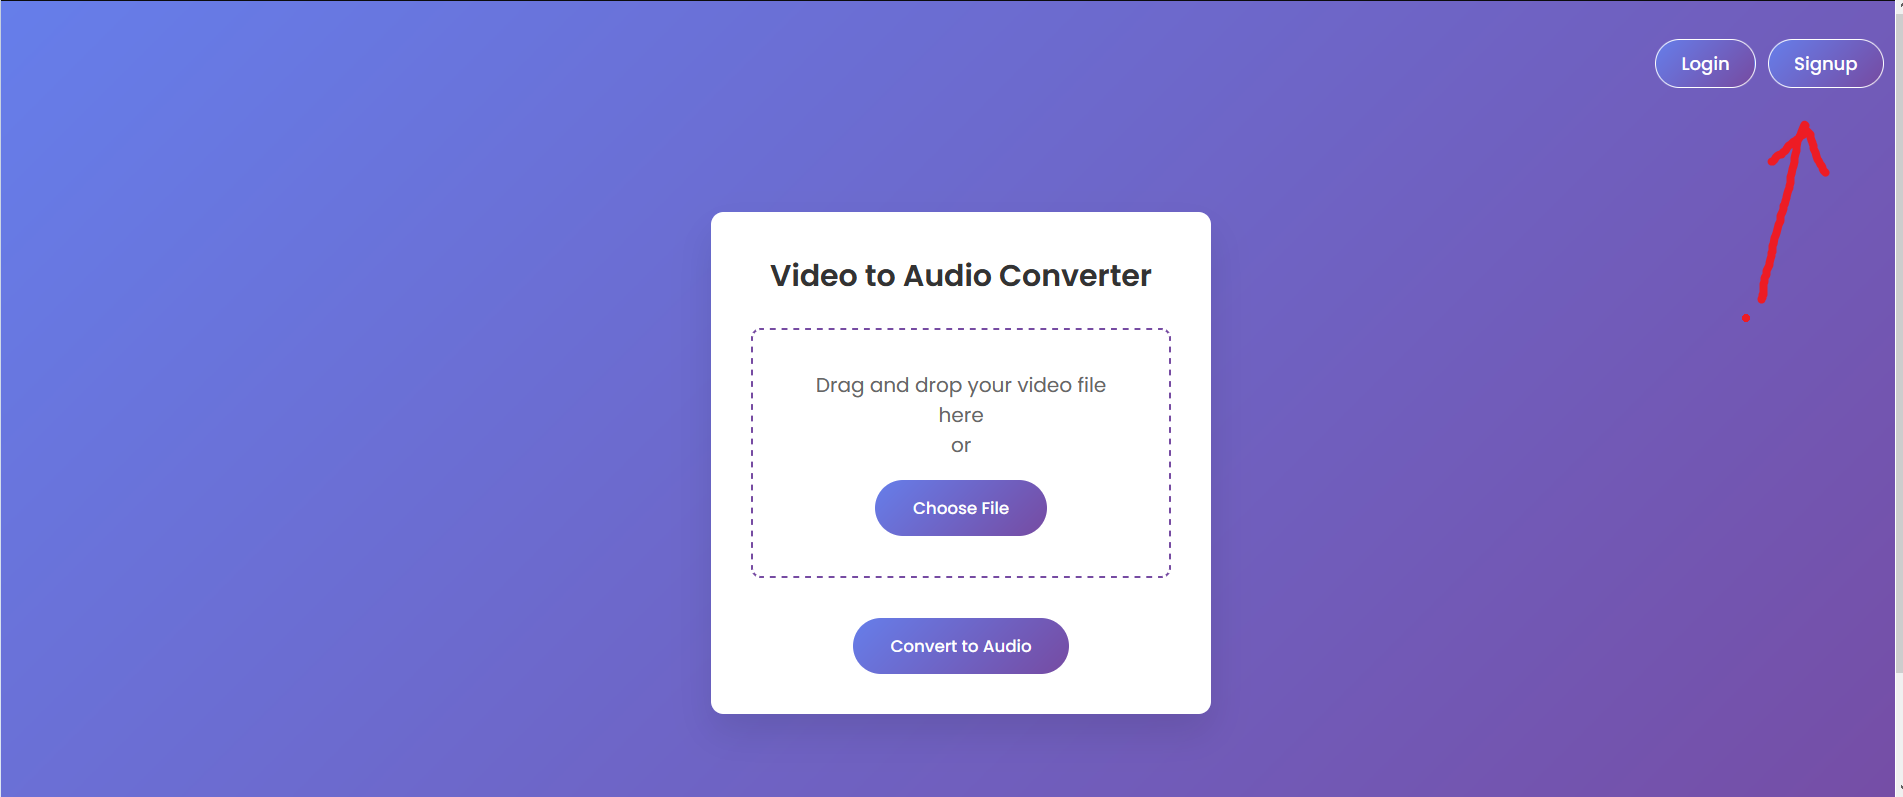 Login
Signup
Video to Audio Converter
Drag and drop your video file
here
or
Choose File
Convert to Audio